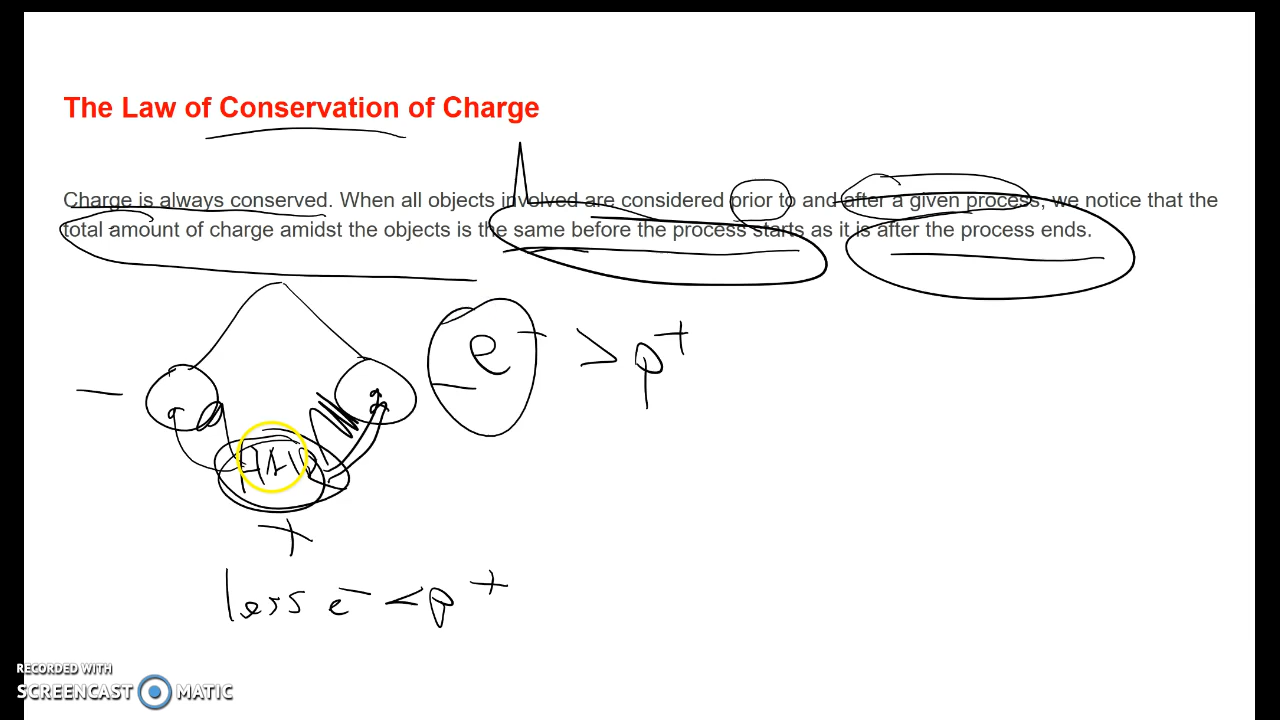 The Law of Conservation of Charge
Charge is always conserved. When all objects involved are considered prior to and after a given process, we notice that the
total amount of charge amidst the objects is the same before the process starts as it is after the process ends.
e⁻ > p⁺
−
+
less e⁻ < p⁺
RECORDED WITH
SCREENCAST MATIC